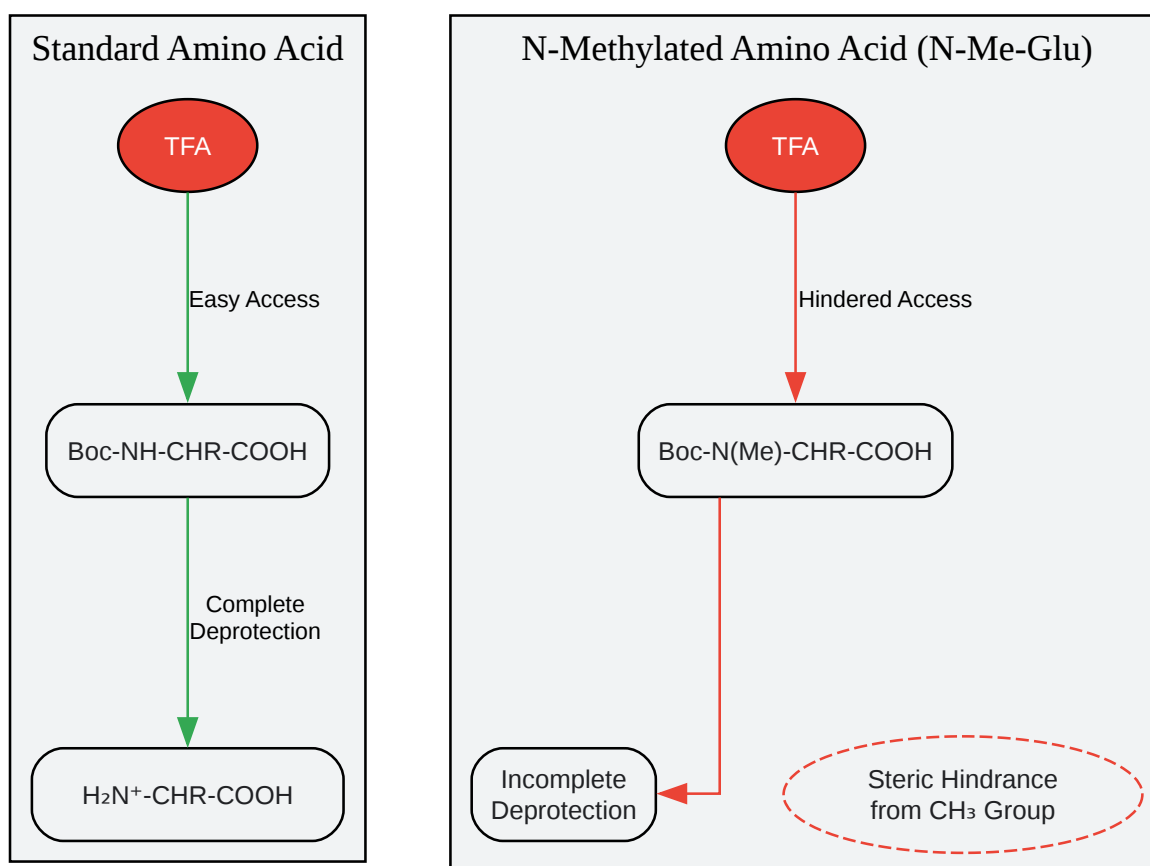 Standard Amino Acid
TFA
Easy Access
Boc-NH-CHR-COOH
Complete
Deprotection
H₂N⁺-CHR-COOH
N-Methylated Amino Acid (N-Me-Glu)
TFA
Hindered Access
Boc-N(Me)-CHR-COOH
Incomplete
Deprotection
Steric Hindrance
from CH₃ Group